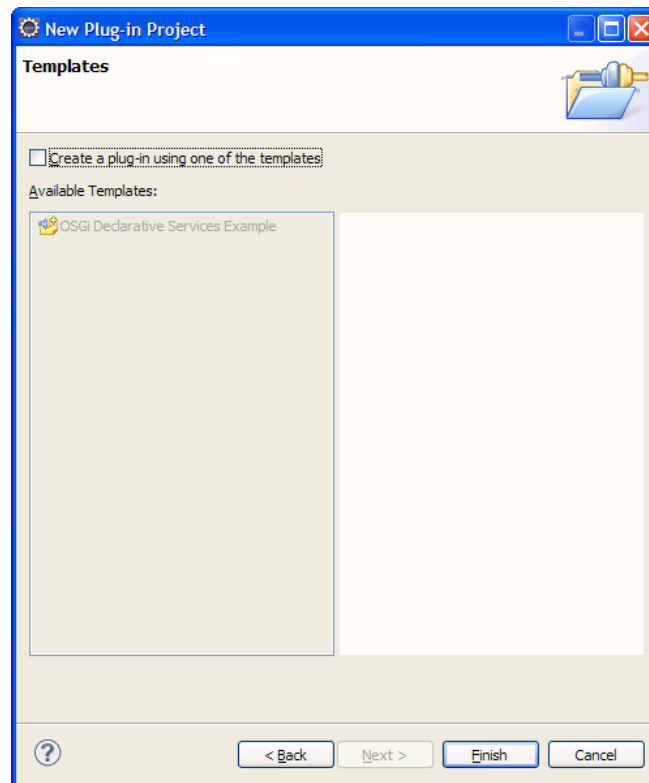 New Plug-in Project
Templates
Create a plug-in using one of the templates
Available Templates:
OSGi Declarative Services Example
?
< Back
Next >
Finish
Cancel